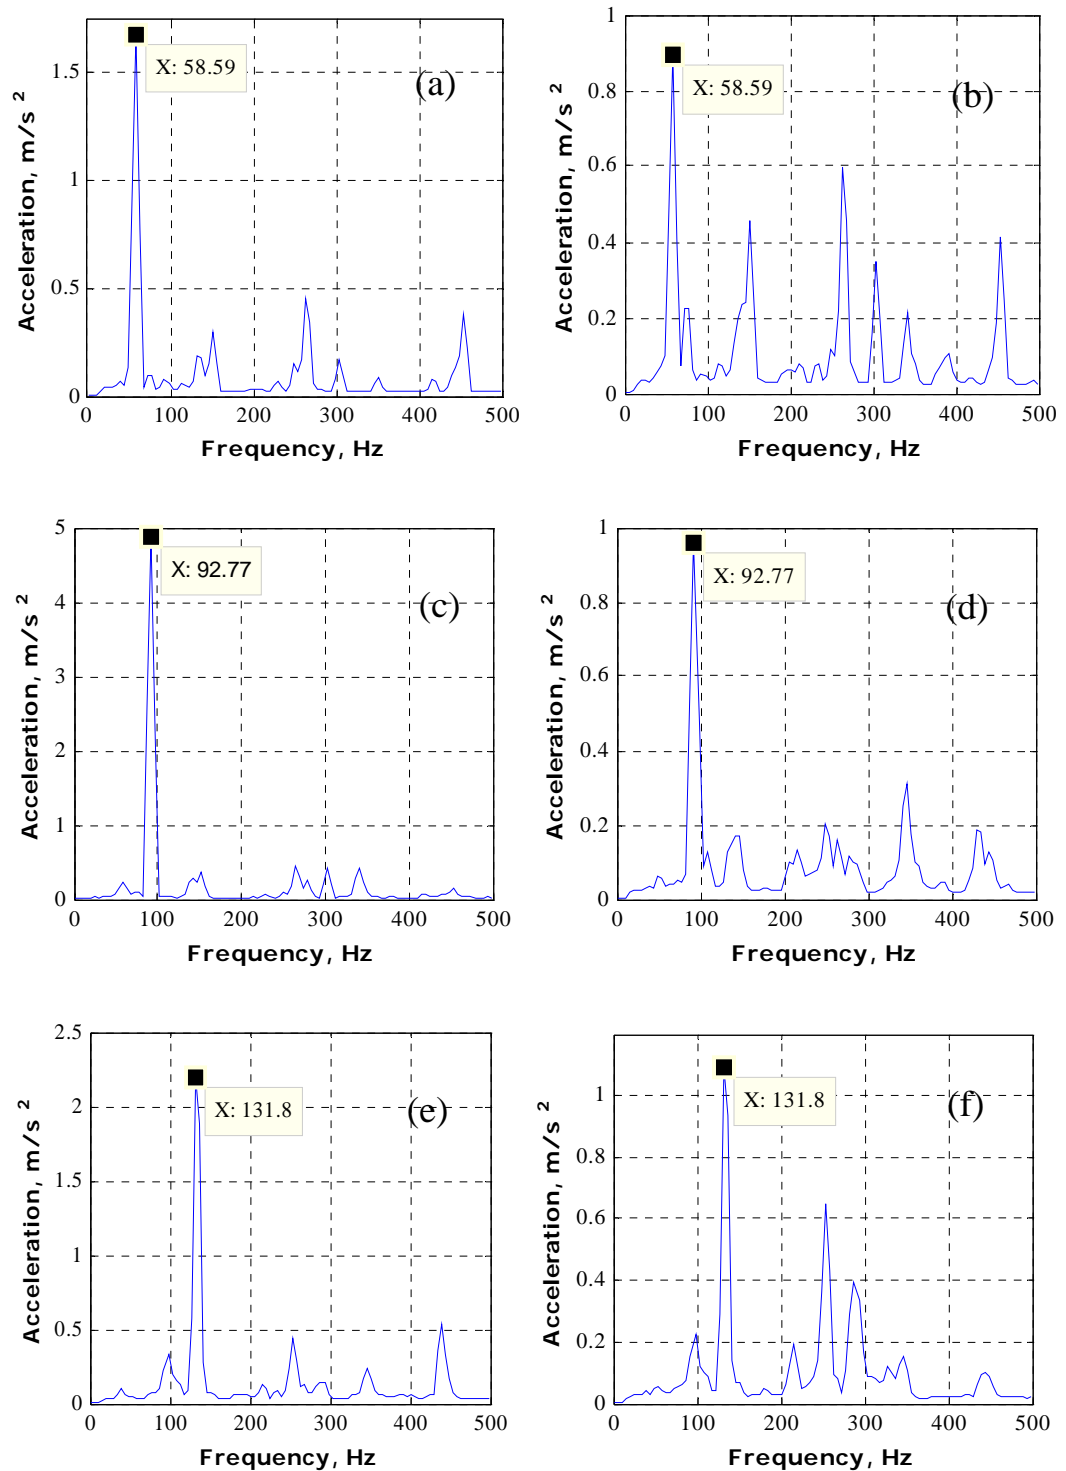 1.5
1
0.5
0
X: 58.59
(a)
Acceleration, m/s 2
0 100 200 300 400 500
Frequency, Hz
1
0.8
0.6
0.4
0.2
0
X: 58.59
(b)
Acceleration, m/s 2
0 100 200 300 400 500
Frequency, Hz
5
4
3
2
1
0
X: 92.77
(c)
Acceleration, m/s 2
0 100 200 300 400 500
Frequency, Hz
1
0.8
0.6
0.4
0.2
0
X: 92.77
(d)
Acceleration, m/s 2
0 100 200 300 400 500
Frequency, Hz
2.5
2
1.5
1
0.5
0
X: 131.8
(e)
Acceleration, m/s 2
0 100 200 300 400 500
Frequency, Hz
1
0.8
0.6
0.4
0.2
0
X: 131.8
(f)
Acceleration, m/s 2
0 100 200 300 400 500
Frequency, Hz